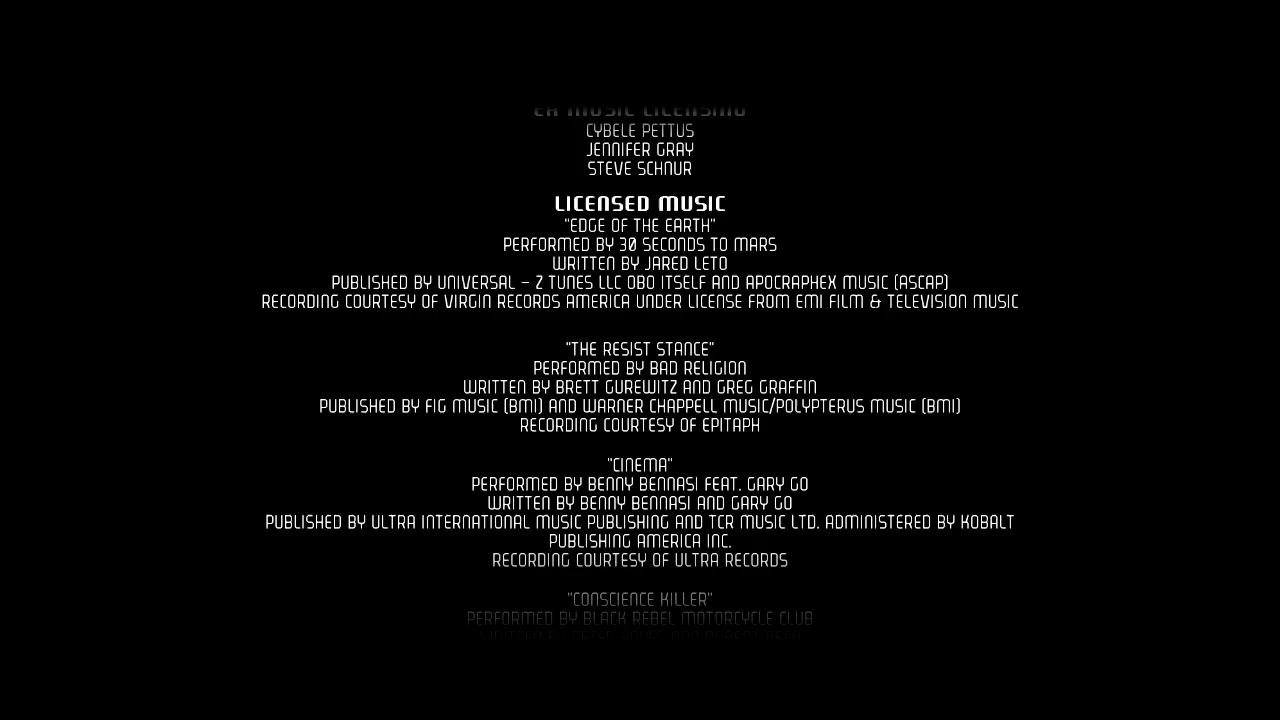 EA MUSIC LICENSING
CYBELE PETTUS
JENNIFER GRAY
STEVE SCHNUR
LICENSED MUSIC
"EDGE OF THE EARTH"
PERFORMED BY 30 SECONDS TO MARS
WRITTEN BY JARED LETO
PUBLISHED BY UNIVERSAL – Z TUNES LLC OBO ITSELF AND APOCRAPHEX MUSIC (ASCAP)
RECORDING COURTESY OF VIRGIN RECORDS AMERICA UNDER LICENSE FROM EMI FILM & TELEVISION MUSIC
"THE RESIST STANCE"
PERFORMED BY BAD RELIGION
WRITTEN BY BRETT GUREWITZ AND GREG GRAFFIN
PUBLISHED BY FIG MUSIC (BMI) AND WARNER CHAPPELL MUSIC/POLYPTERUS MUSIC (BMI)
RECORDING COURTESY OF EPITAPH
"CINEMA"
PERFORMED BY BENNY BENNASI FEAT. GARY GO
WRITTEN BY BENNY BENNASI AND GARY GO
PUBLISHED BY ULTRA INTERNATIONAL MUSIC PUBLISHING AND TCR MUSIC LTD. ADMINISTERED BY KOBALT
PUBLISHING AMERICA INC.
RECORDING COURTESY OF ULTRA RECORDS
"CONSCIENCE KILLER"
PERFORMED BY BLACK REBEL MOTORCYCLE CLUB